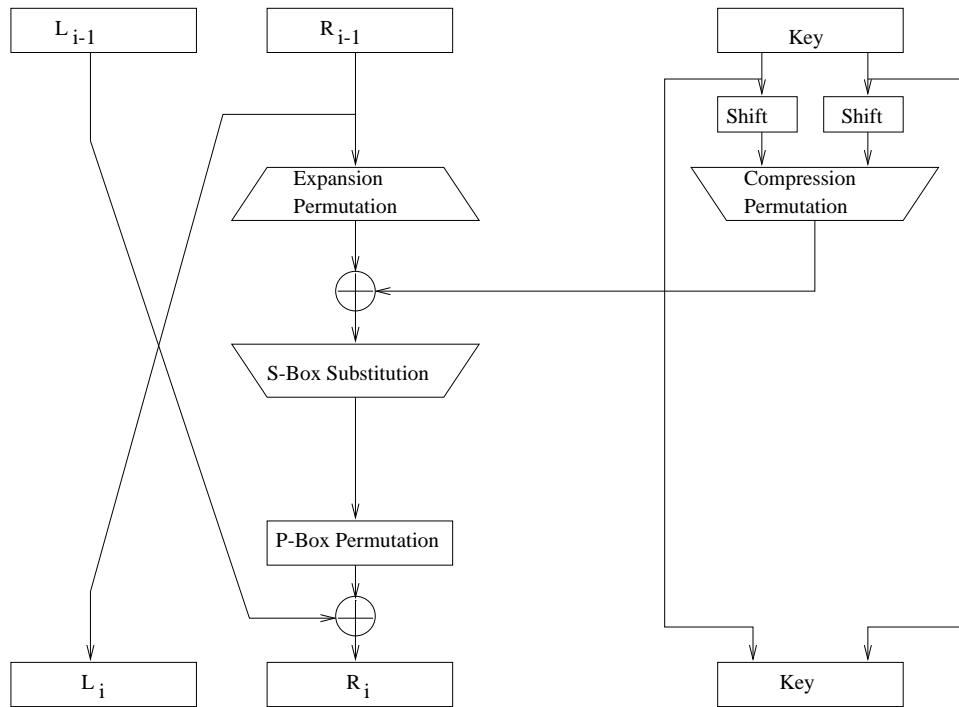 L i-1
R i-1
Key
Shift
Shift
Expansion
Permutation
Compression
Permutation
S-Box Substitution
P-Box Permutation
L i
R i
Key